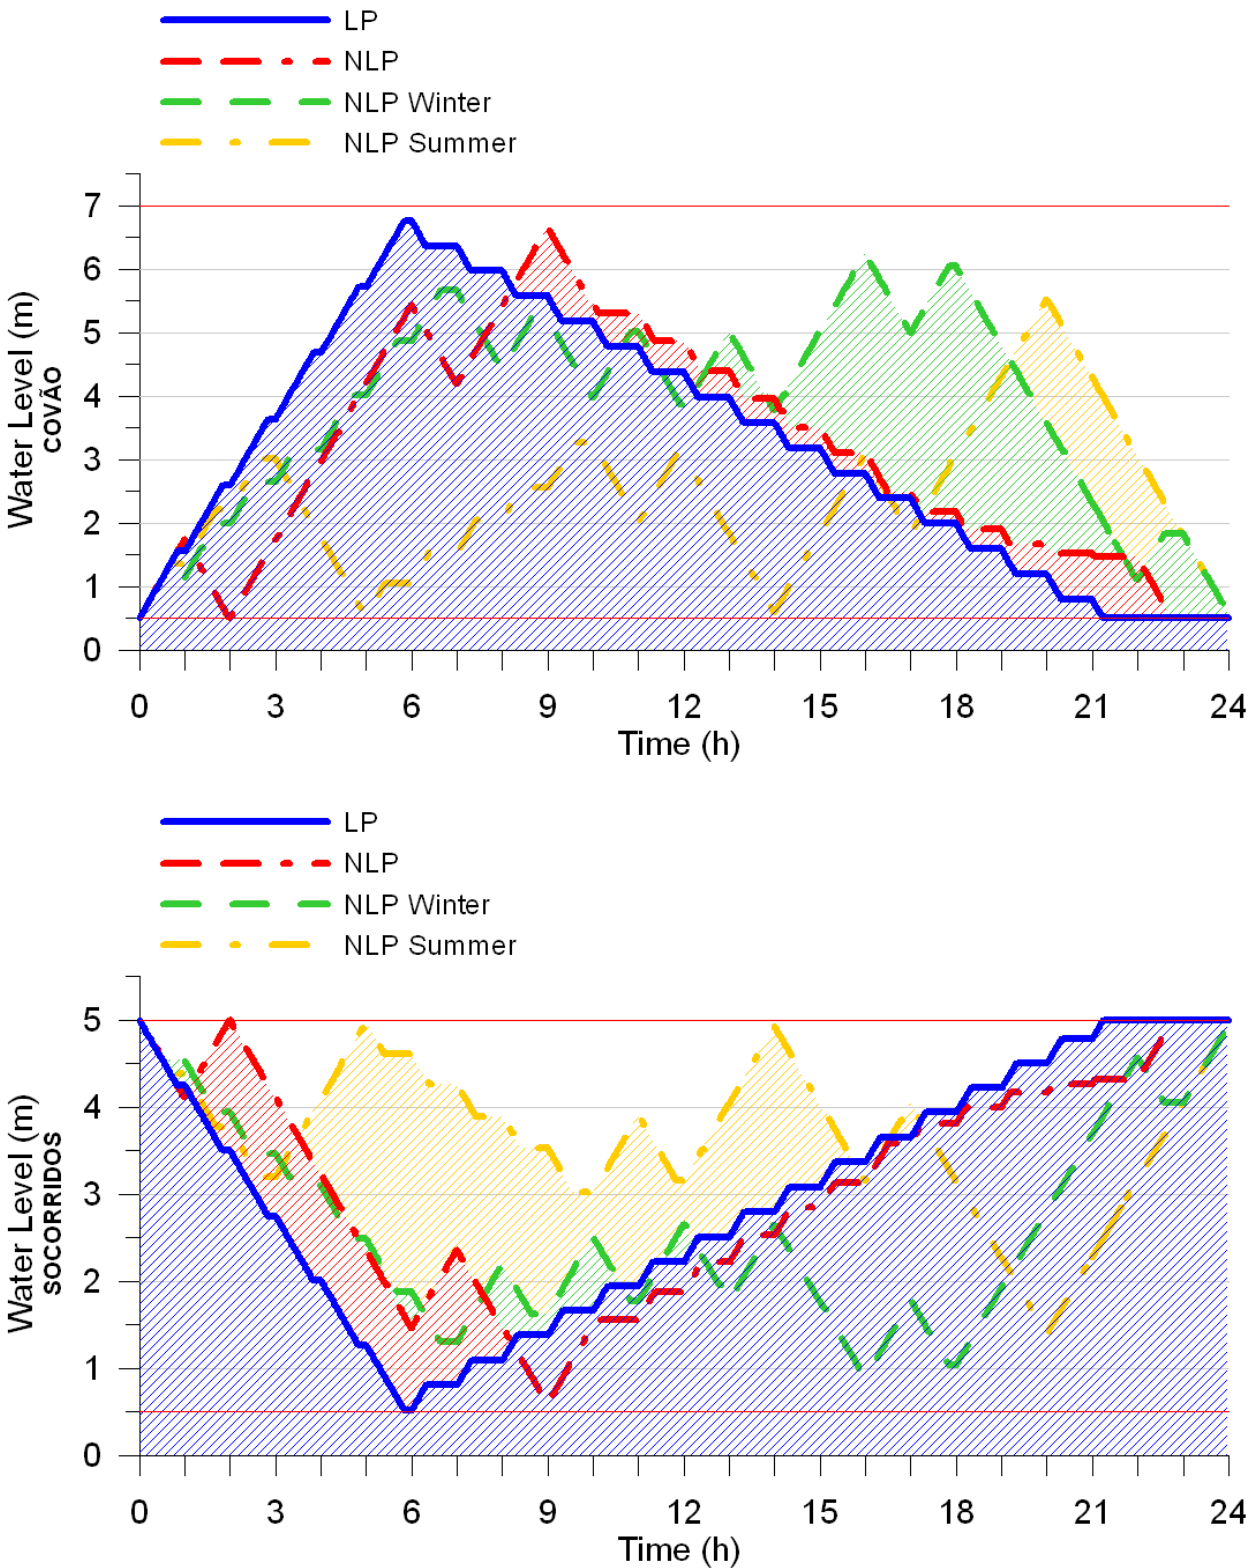 LP
NLP
NLP Winter
NLP Summer
7
6
5
4
3
2
1
0
Water Level (m)
COVÃO
0 3 6 9 12 15 18 21 24
Time (h)
LP
NLP
NLP Winter
NLP Summer
5
4
3
2
1
0
Water Level (m)
SOCORRIDOS
0 3 6 9 12 15 18 21 24
Time (h)